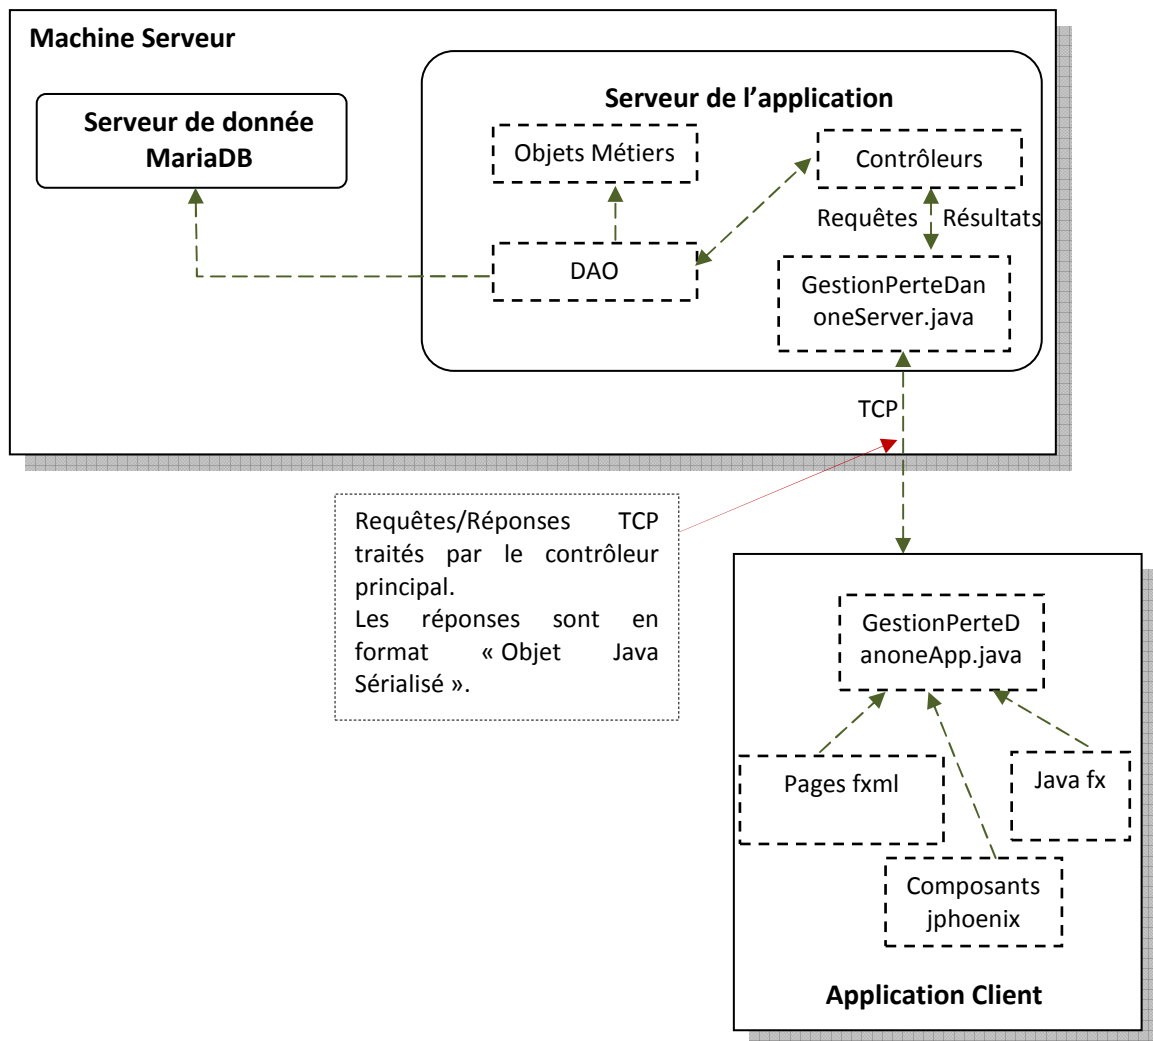 Machine Serveur
Serveur de donnée
MariaDB
Serveur de l’application
Objets Métiers
Contrôleurs
Requêtes
Résultats
DAO
GestionPerteDan
oneServer.java
TCP
Requêtes/Réponses TCP
traités par le contrôleur
principal.
Les réponses sont en
format « Objet Java
Sérialisé ».
GestionPerteD
anoneApp.java
Pages fxml
Java fx
Composants
jphoenix
Application Client